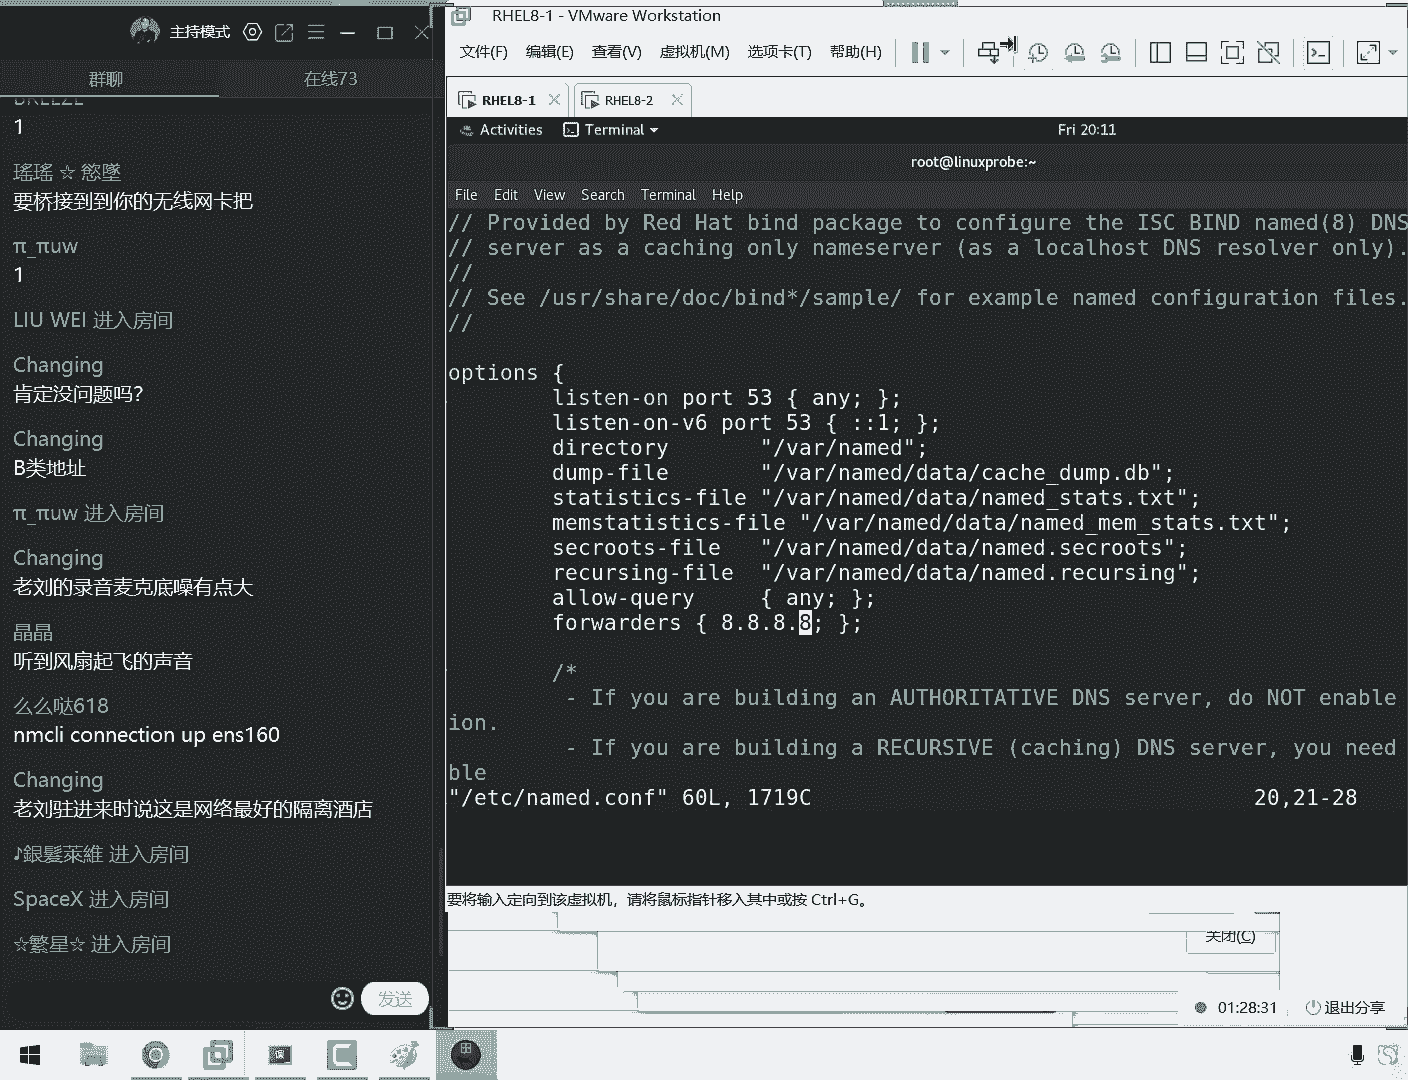 主持模式
群聊
在线73
BREEZE
1
瑤瑤 ☆ 慾墜
要桥接到到你的无线网卡把
π_πuw
1
LIU WEI 进入房间
Changing
肯定没问题吗?
Changing
B类地址
π_πuw 进入房间
Changing
老刘的录音麦克底噪有点大
晶晶
听到风扇起飞的声音
么么哒618
nmcli connection up ens160
Changing
老刘驻进来时说这是网络最好的隔离酒店
♪銀髮萊維 进入房间
SpaceX 进入房间
☆繁星☆ 进入房间
发送
RHEL8-1 - VMware Workstation
文件(F) 编辑(E) 查看(V) 虚拟机(M) 选项卡(T) 帮助(H)
RHEL8-1
RHEL8-2
Activities
Terminal
Fri 20:11
root@linuxprobe:~
File Edit View Search Terminal Help
// Provided by Red Hat bind package to configure the ISC BIND named(8) DNS
// server as a caching only nameserver (as a localhost DNS resolver only).
//
// See /usr/share/doc/bind*/sample/ for example named configuration files.
//
options {
listen-on port 53 { any; };
listen-on-v6 port 53 { ::1; };
directory "/var/named";
dump-file "/var/named/data/cache_dump.db";
statistics-file "/var/named/data/named_stats.txt";
memstatistics-file "/var/named/data/named_mem_stats.txt";
secroots-file "/var/named/data/named.secroots";
recursing-file "/var/named/data/named.recursing";
allow-query { any; };
forwarders { 8.8.8.8; };
/*
- If you are building an AUTHORITATIVE DNS server, do NOT enable
ion.
- If you are building a RECURSIVE (caching) DNS server, you need
ble
"/etc/named.conf" 60L, 1719C 20,21-28
要将输入定向到该虚拟机，请将鼠标指针移入其中或按 Ctrl+G。
关闭(C)
01:28:31
退出分享